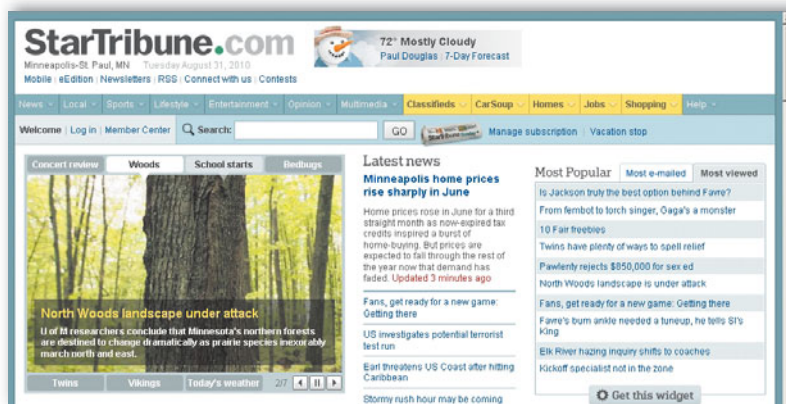 StarTribune.com
Minneapolis-St. Paul, MN Tuesday August 31, 2010
Mobile | eEdition | Newsletters | RSS | Connect with us | Contests
72° Mostly Cloudy
Paul Douglas | 7-Day Forecast
News Local Sports Lifestyle Entertainment Opinion Multimedia Classifieds CarSoup Homes Jobs Shopping Help
Welcome | Log in | Member Center Search: GO Manage subscription | Vacation stop
Concert review Woods School starts Bedbugs
North Woods landscape under attack
U of M researchers conclude that Minnesota's northern forests
are destined to change dramatically as prairie species inexorably
march north and east.
Twins Vikings Today's weather 2/7
Latest news
Minneapolis home prices
rise sharply in June
Home prices rose in June for a third
straight month as now-expired tax
credits inspired a burst of
home-buying. But prices are
expected to fall through the rest of
the year now that demand has
faded. Updated 3 minutes ago
Fans, get ready for a new game:
Getting there
US investigates potential terrorist
test run
Earl threatens US Coast after hitting
Caribbean
Stormy rush hour may be coming
Most Popular Most e-mailed Most viewed
Is Jackson truly the best option behind Favre?
From fembot to torch singer, Gaga's a monster
10 Fair freebies
Twins have plenty of ways to spell relief
Pawlenty rejects $850,000 for sex ed
North Woods landscape is under attack
Fans, get ready for a new game: Getting there
Favre's bum ankle needed a tuneup, he tells SI's
King
Elk River hazing inquiry shifts to coaches
Kickoff specialist not in the zone
Get this widget